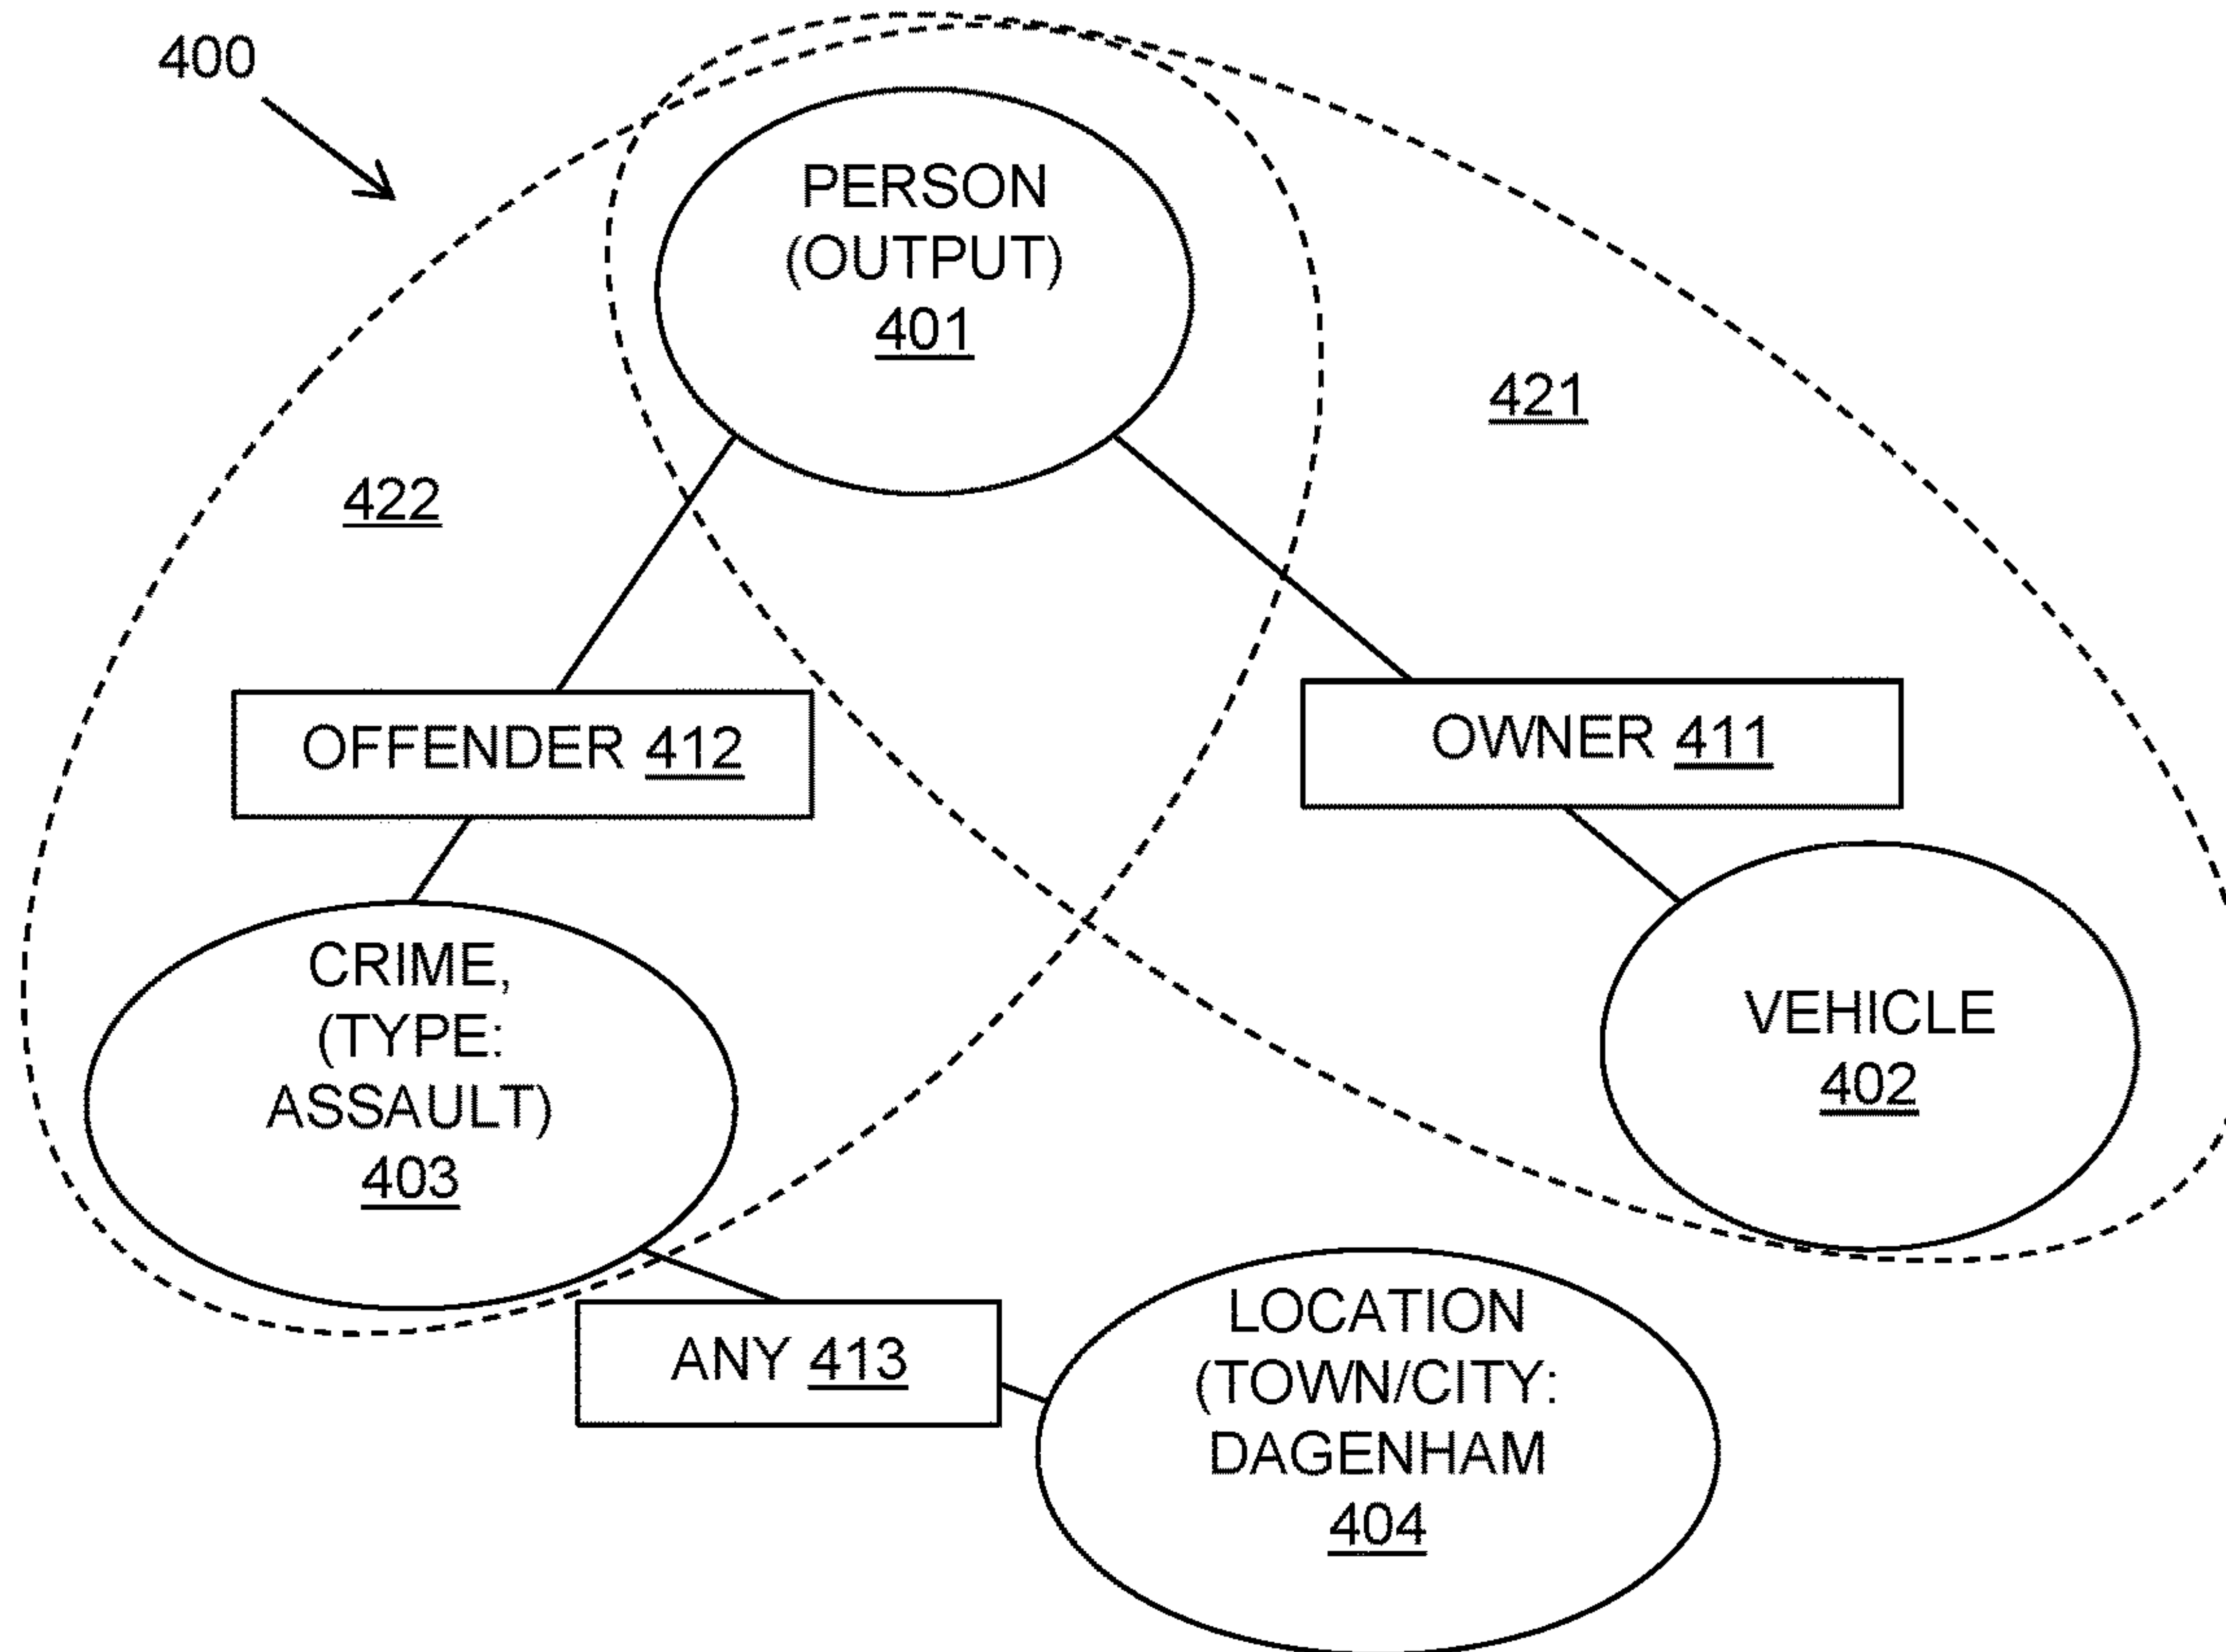 400
PERSON
(OUTPUT)
401
421
422
OFFENDER 412
OWNER 411
CRIME,
(TYPE:
ASSAULT)
403
VEHICLE
402
ANY 413
LOCATION
(TOWN/CITY:
DAGENHAM
404